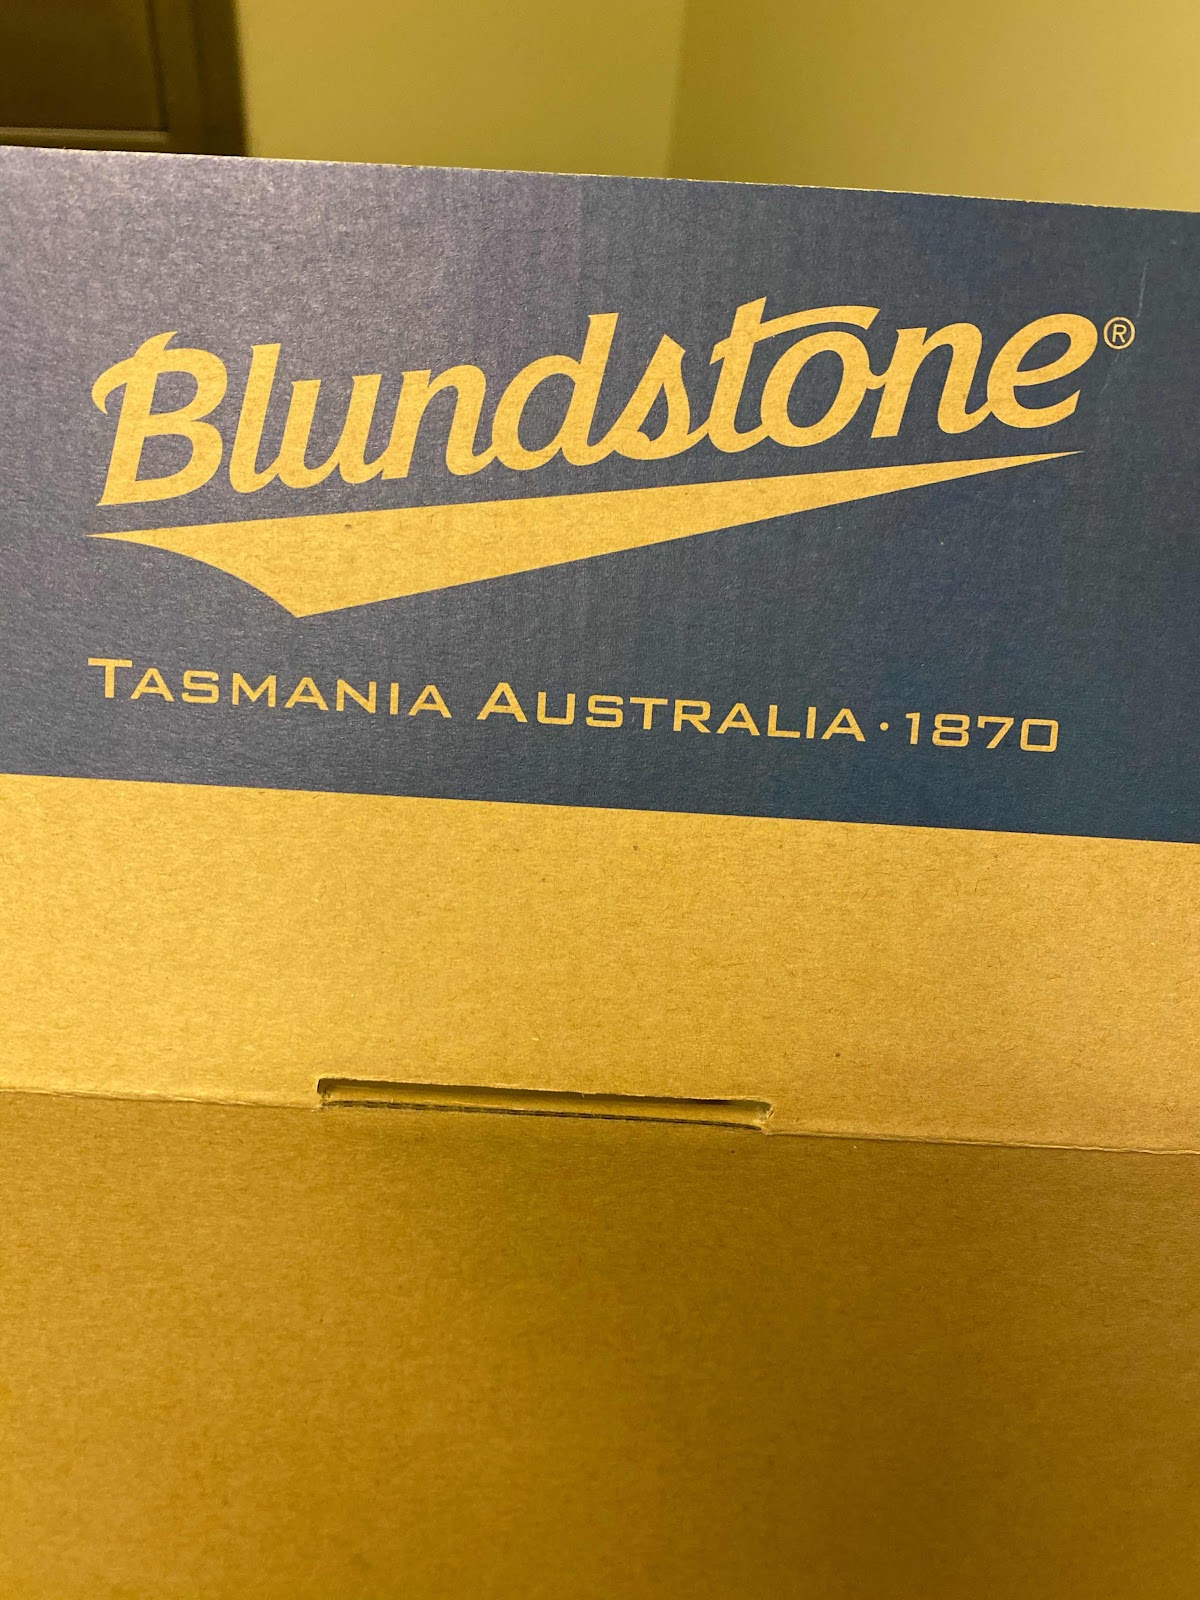 Blundstone®
TASMANIA AUSTRALIA · 1870